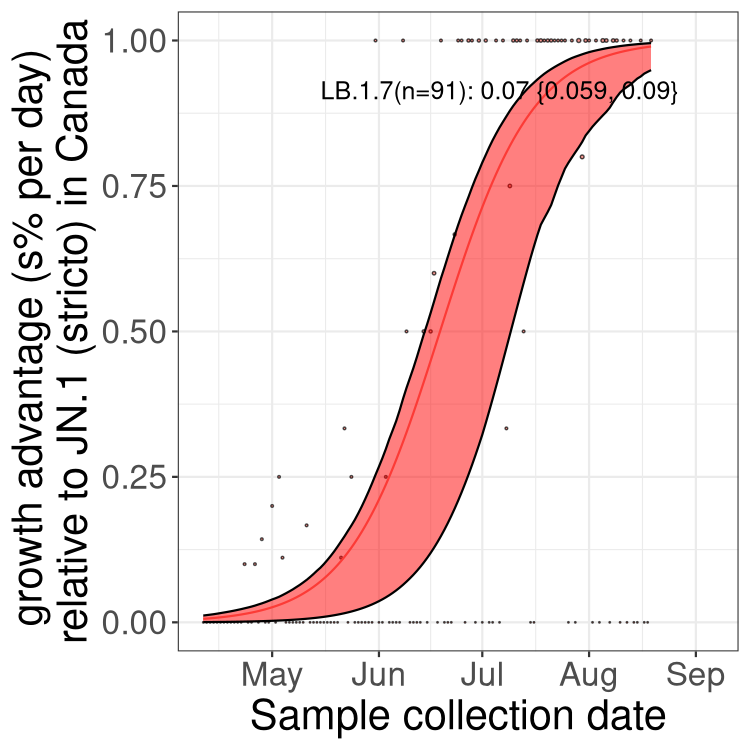 growth advantage (s% per day)
relative to JN.1 (stricto) in Canada
1.00
0.75
0.50
0.25
0.00
LB.1.7(n=91): 0.07 {0.059, 0.09}
May Jun Jul Aug Sep
Sample collection date